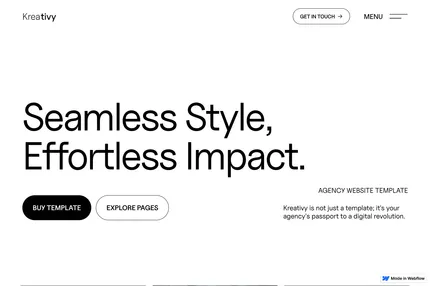 Kreativy
GET IN TOUCH →
MENU
Seamless Style,
Effortless Impact.
AGENCY WEBSITE TEMPLATE
BUY TEMPLATE
EXPLORE PAGES
Kreativy is not just a template; it's your
agency's passport to a digital revolution.
Made in Webflow